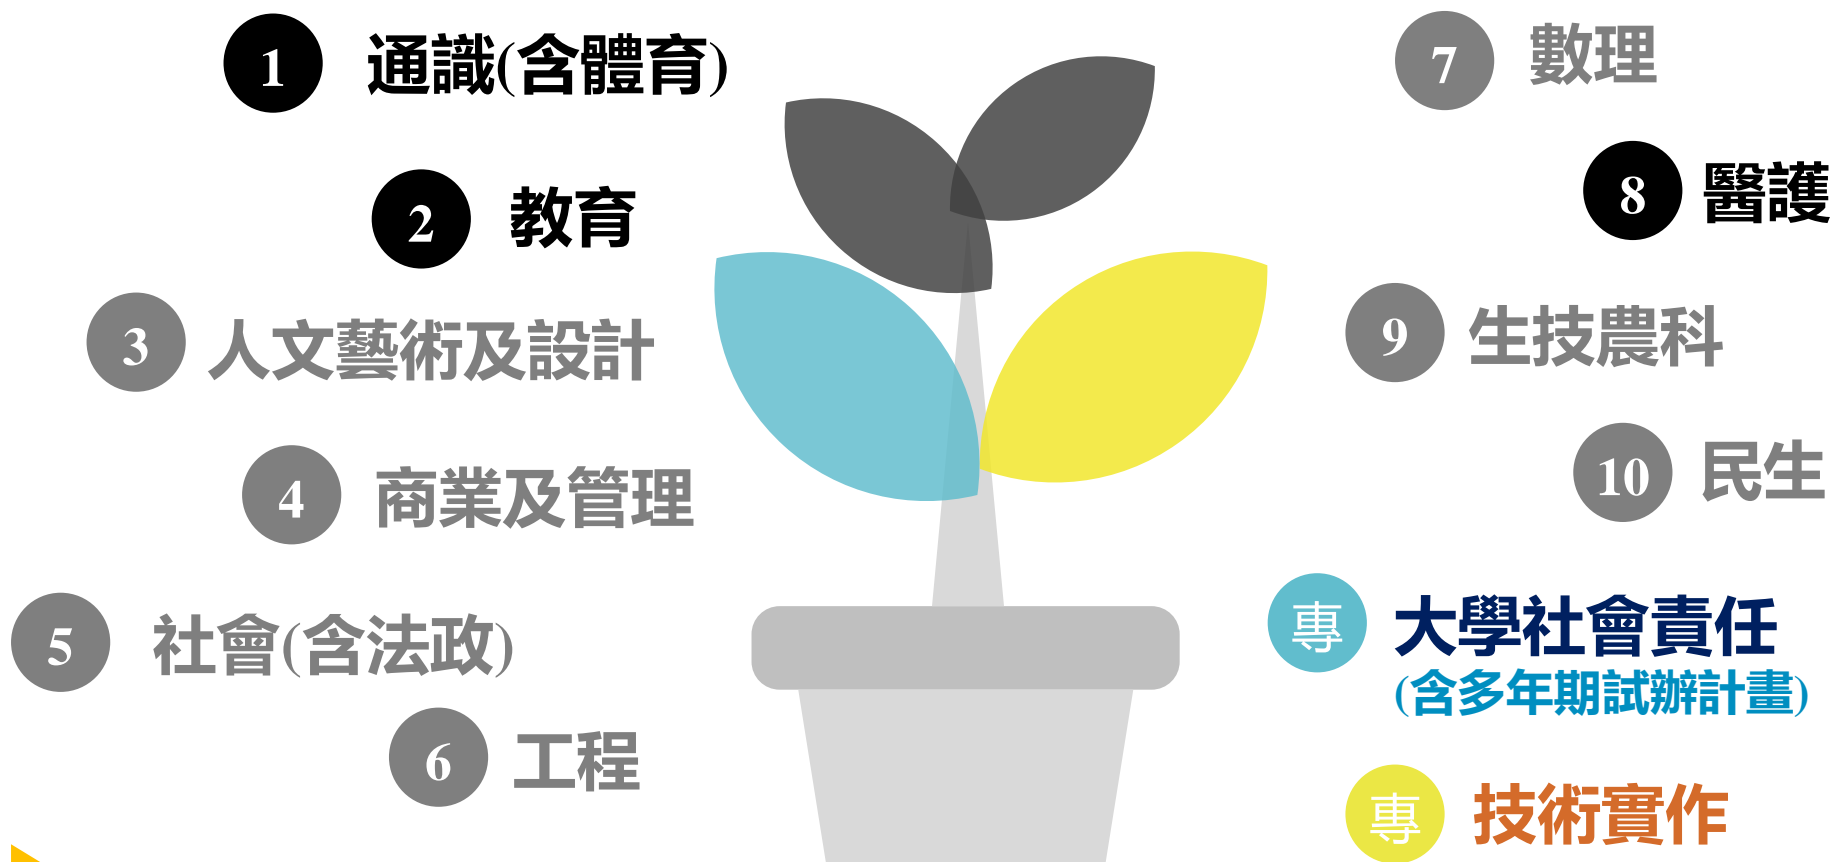 1 通識(含體育)
2 教育
3 人文藝術及設計
4 商業及管理
5 社會(含法政)
6 工程
7 數理
8 醫護
9 生技農科
10 民生
專 大學社會責任
(含多年期試辦計畫)
專 技術實作